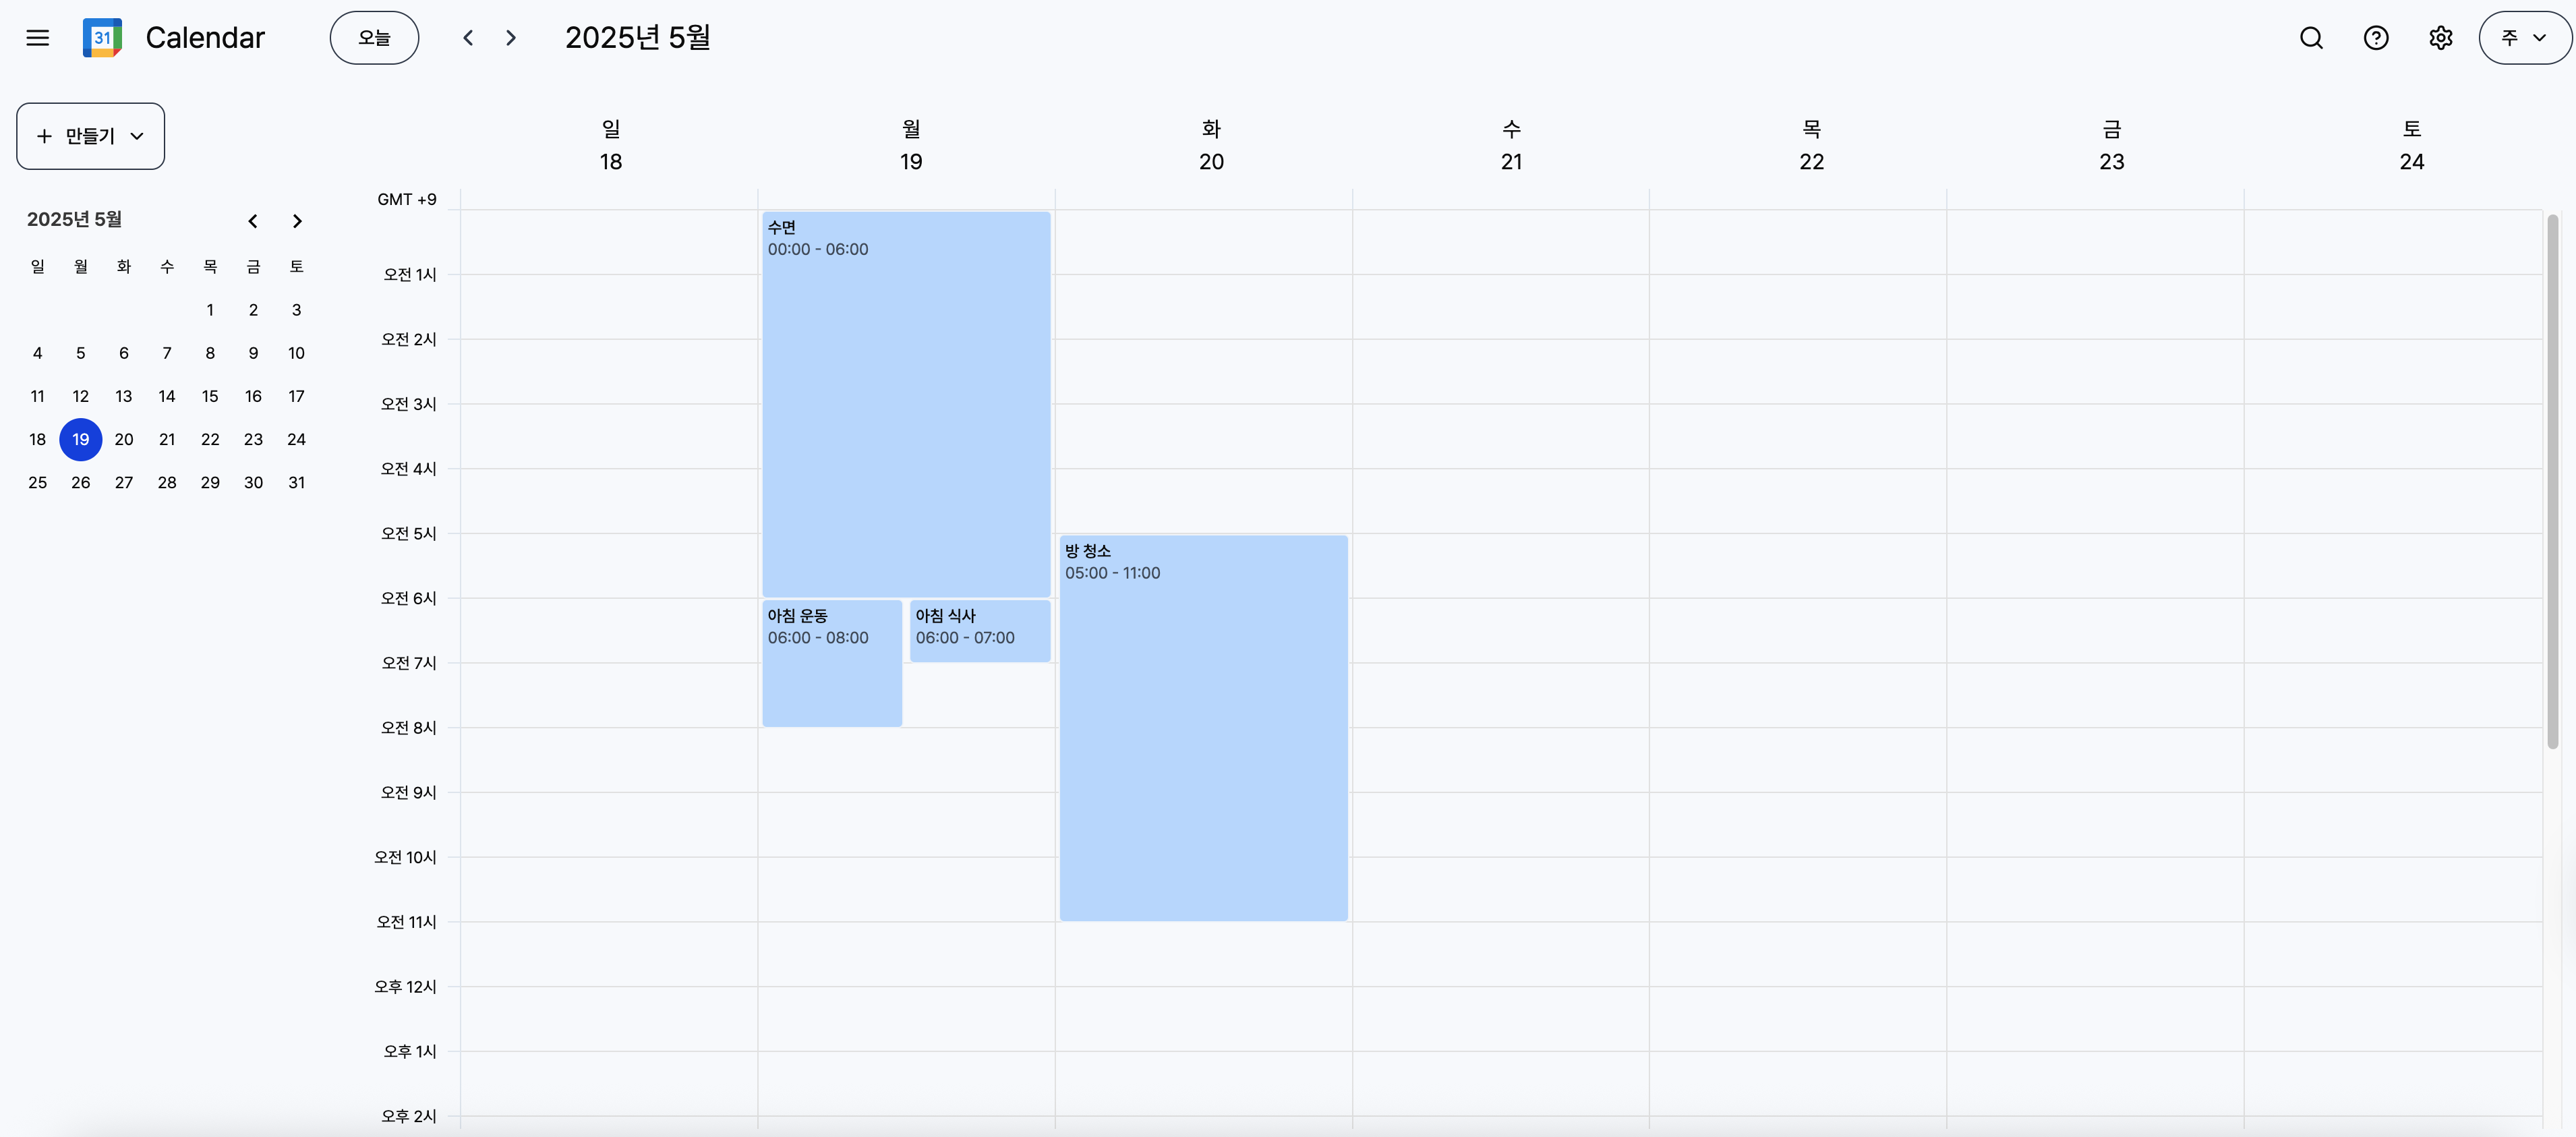 31 Calendar 오늘 2025년 5월 주
만들기
2025년 5월
일 월 화 수 목 금 토
1 2 3
4 5 6 7 8 9 10
11 12 13 14 15 16 17
18 19 20 21 22 23 24
25 26 27 28 29 30 31
일 월 화 수 목 금 토
18 19 20 21 22 23 24
GMT +9
오전 1시
오전 2시
오전 3시
오전 4시
오전 5시
오전 6시
오전 7시
오전 8시
오전 9시
오전 10시
오전 11시
오후 12시
오후 1시
오후 2시
수면
00:00 - 06:00
아침 운동
06:00 - 08:00
아침 식사
06:00 - 07:00
방 청소
05:00 - 11:00